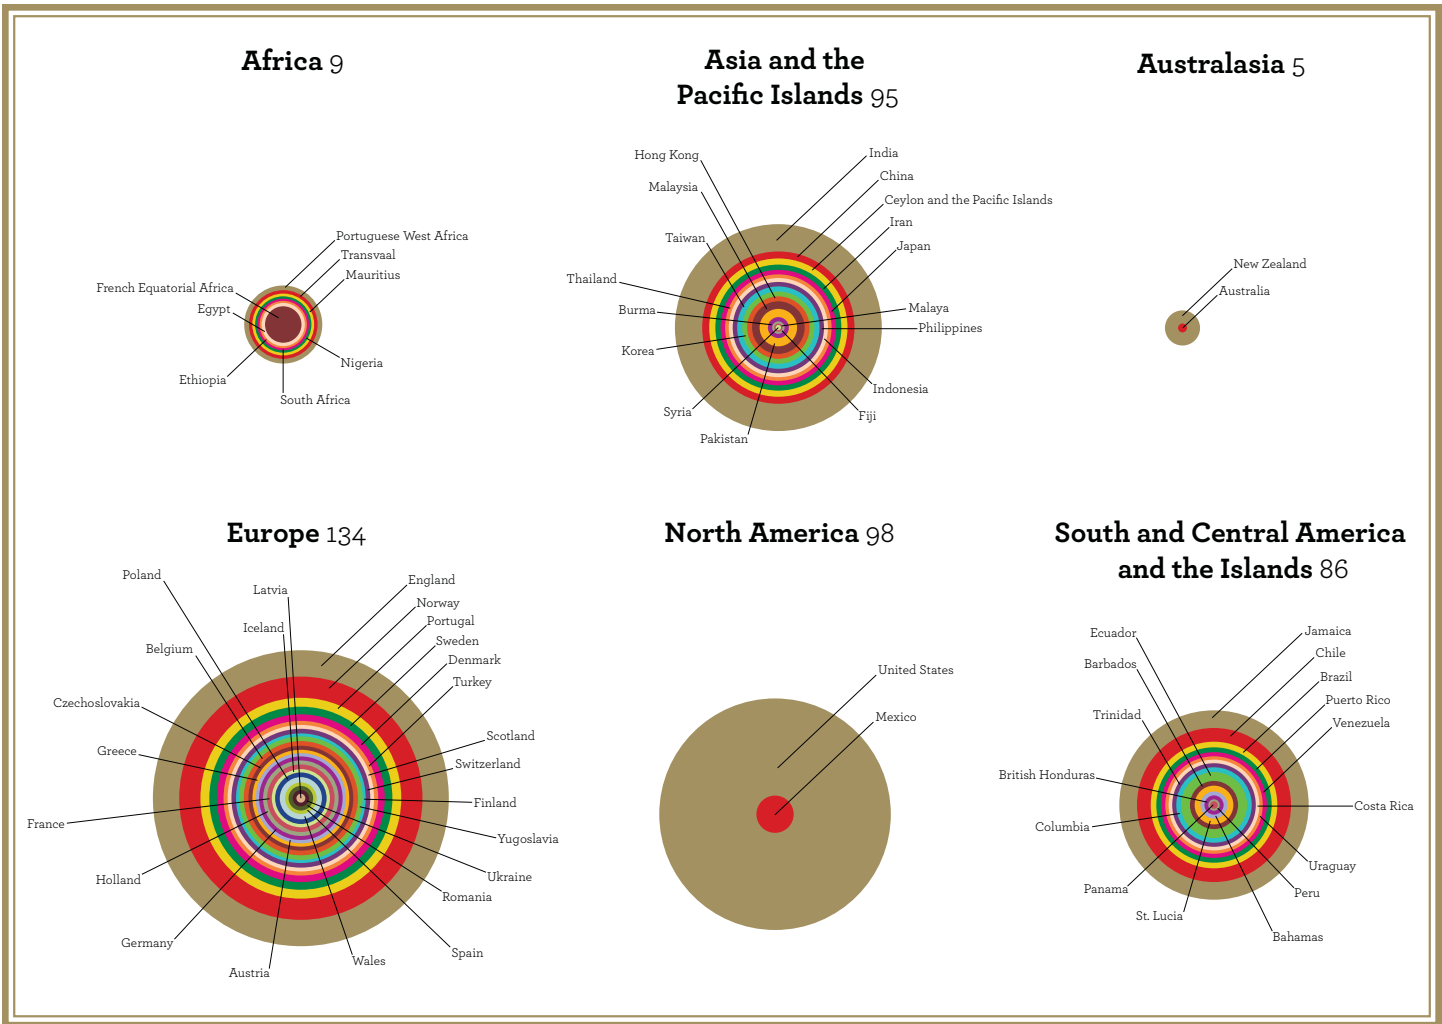 Africa 9
Portuguese West Africa
Transvaal
Mauritius
French Equatorial Africa
Egypt
Nigeria
Ethiopia
South Africa
Asia and the
Pacific Islands 95
Hong Kong
India
Malaysia
China
Ceylon and the Pacific Islands
Iran
Taiwan
Japan
Thailand
Burma
Malaya
Philippines
Korea
Indonesia
Syria
Fiji
Pakistan
Australasia 5
New Zealand
Australia
Europe 134
Poland
Latvia
England
Norway
Iceland
Portugal
Belgium
Sweden
Denmark
Turkey
Czechoslovakia
Scotland
Greece
Switzerland
Finland
France
Yugoslavia
Holland
Ukraine
Romania
Germany
Spain
Austria
Wales
North America 98
United States
Mexico
South and Central America
and the Islands 86
Ecuador
Jamaica
Barbados
Chile
Brazil
Puerto Rico
Trinidad
Venezuela
British Honduras
Costa Rica
Columbia
Uraguay
Panama
Peru
St. Lucia
Bahamas